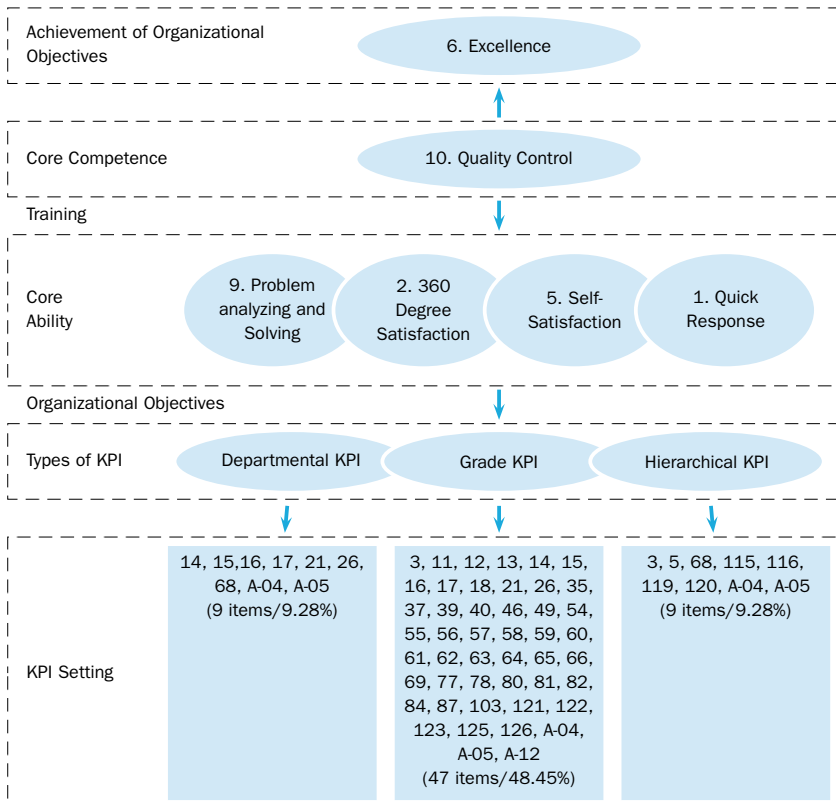 Achievement of Organizational
Objectives
6. Excellence
Core Competence
10. Quality Control
Training
Core
Ability
9. Problem
analyzing and
Solving
2. 360
Degree
Satisfaction
5. Self-
Satisfaction
1. Quick
Response
Organizational Objectives
Types of KPI
Departmental KPI
Grade KPI
Hierarchical KPI
KPI Setting
14, 15,16, 17, 21, 26,
68, A-04, A-05
(9 items/9.28%)
3, 11, 12, 13, 14, 15,
16, 17, 18, 21, 26, 35,
37, 39, 40, 46, 49, 54,
55, 56, 57, 58, 59, 60,
61, 62, 63, 64, 65, 66,
69, 77, 78, 80, 81, 82,
84, 87, 103, 121, 122,
123, 125, 126, A-04,
A-05, A-12
(47 items/48.45%)
3, 5, 68, 115, 116,
119, 120, A-04, A-05
(9 items/9.28%)